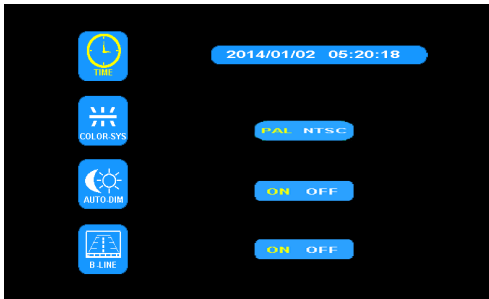 TIME
2014/01/02 05:20:18
COLOR-SYS
PAL NTSC
AUTO-DIM
ON OFF
B-LINE
ON OFF